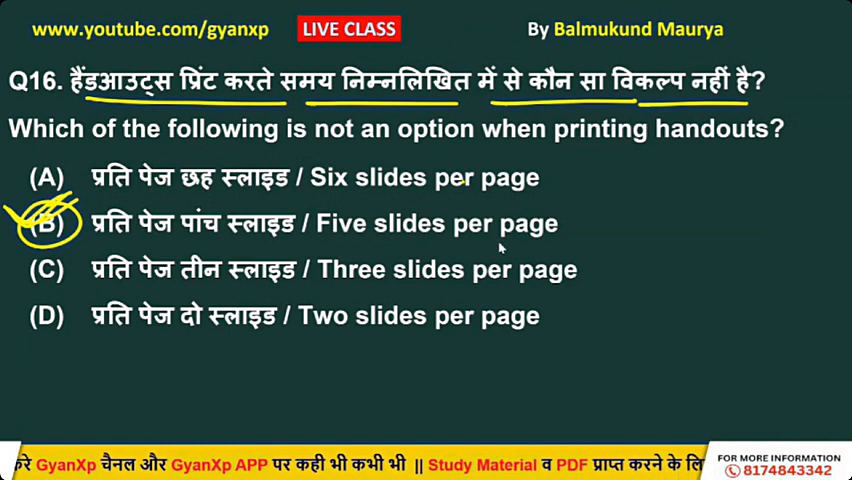 www.youtube.com/gyanxp LIVE CLASS By Balmukund Maurya
Q16. हैंडआउट्स प्रिंट करते समय निम्नलिखित में से कौन सा विकल्प नहीं है?
Which of the following is not an option when printing handouts?
(A) प्रति पेज छह स्लाइड / Six slides per page
(B) प्रति पेज पांच स्लाइड / Five slides per page
(C) प्रति पेज तीन स्लाइड / Three slides per page
(D) प्रति पेज दो स्लाइड / Two slides per page
रे GyanXp चैनल और GyanXp APP पर कही भी कभी भी || Study Material व PDF प्राप्त करने के लि
FOR MORE INFORMATION
8174843342